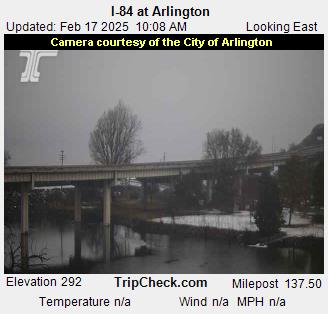 I-84 at Arlington
Updated: Feb 17 2025 10:08 AM Looking East
Camera courtesy of the City of Arlington
Elevation 292 TripCheck.com Milepost 137.50
Temperature n/a Wind n/a MPH n/a